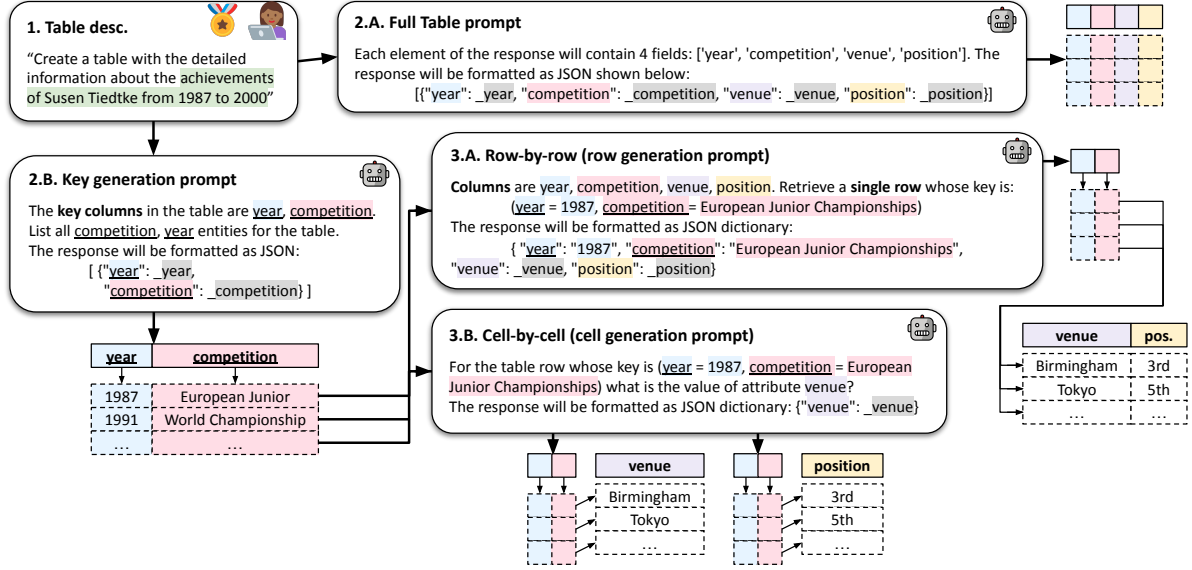 1. Table desc.
“Create a table with the detailed
information about the achievements
of Susen Tiedtke from 1987 to 2000”
2.A. Full Table prompt
Each element of the response will contain 4 fields: ['year', 'competition', 'venue', 'position']. The
response will be formatted as JSON shown below:
[{"year": _year, "competition": _competition, "venue": _venue, "position": _position}]
2.B. Key generation prompt
The key columns in the table are year, competition.
List all competition, year entities for the table.
The response will be formatted as JSON:
[ {"year": _year,
"competition": _competition} ]
year competition
1987 European Junior
1991 World Championship
... ...
3.A. Row-by-row (row generation prompt)
Columns are year, competition, venue, position. Retrieve a single row whose key is:
(year = 1987, competition = European Junior Championships)
The response will be formatted as JSON dictionary:
{ "year": "1987", "competition": "European Junior Championships",
"venue": _venue, "position": _position}
venue pos.
Birmingham 3rd
Tokyo 5th
... ...
3.B. Cell-by-cell (cell generation prompt)
For the table row whose key is (year = 1987, competition = European
Junior Championships) what is the value of attribute venue?
The response will be formatted as JSON dictionary: {"venue": _venue}
venue
Birmingham
Tokyo
...
position
3rd
5th
...